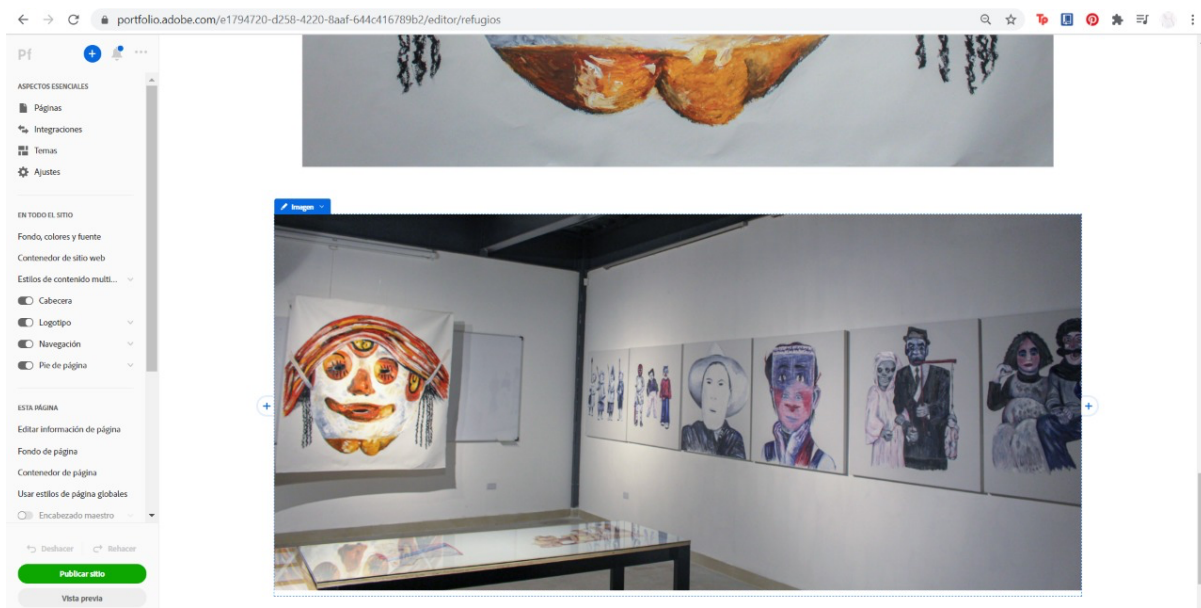 portfolio.adobe.com/e1794720-d258-4220-8aaf-644c416789b2/editor/refugios
Tp
Pf
ASPECTOS ESENCIALES
Páginas
Integraciones
Temas
Ajustes
EN TODO EL SITIO
Fondo, colores y fuente
Contenedor de sitio web
Estilos de contenido multi...
Cabecera
Logotipo
Navegación
Pie de página
ESTA PÁGINA
Editar información de página
Fondo de página
Contenedor de página
Usar estilos de página globales
Encabezado maestro
Deshacer Rehacer
Publicar sitio
Vista previa
Imagen